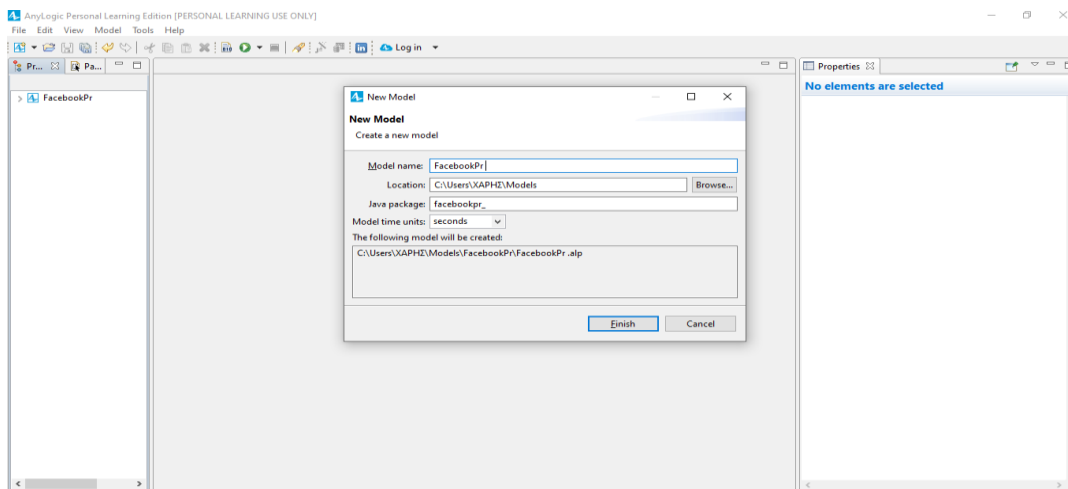 AnyLogic Personal Learning Edition [PERSONAL LEARNING USE ONLY]
File Edit View Model Tools Help
Log in
Pr... Pa...
Properties
FacebookPr
No elements are selected
New Model
New Model
Create a new model
Model name: FacebookPr
Location: C:\Users\ΧΑΡΗΣ\Models Browse...
Java package: facebookpr_
Model time units: seconds
The following model will be created:
C:\Users\ΧΑΡΗΣ\Models\FacebookPr\FacebookPr .alp
Finish Cancel